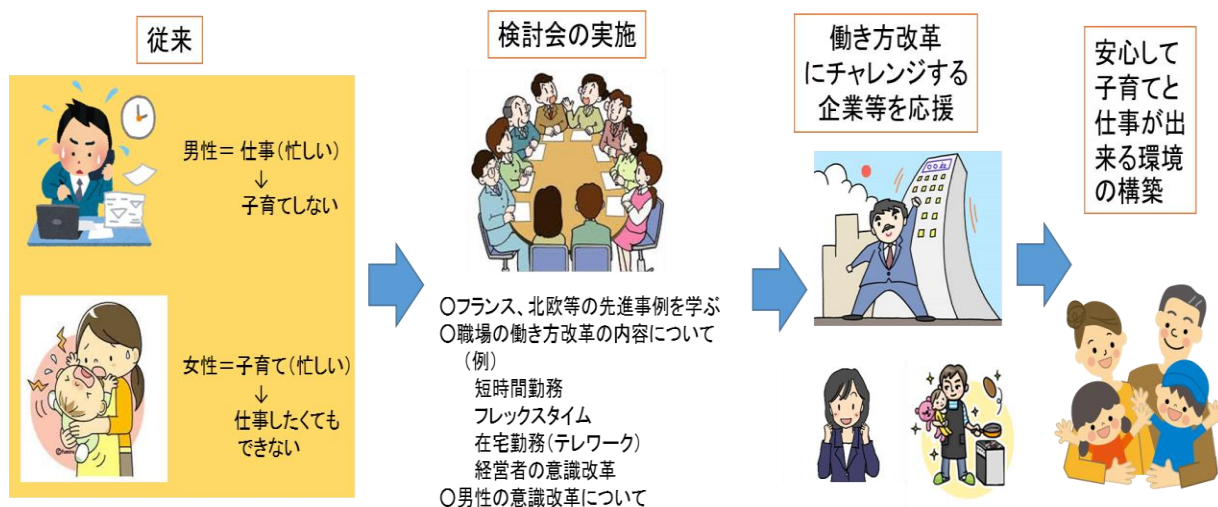 従来
男性＝ 仕事（忙しい）
↓
子育てしない
女性＝子育て（忙しい）
↓
仕事したくても
できない
検討会の実施
〇フランス、北欧等の先進事例を学ぶ
〇職場の働き方改革の内容について
（例）
短時間勤務
フレックスタイム
在宅勤務（テレワーク）
経営者の意識改革
〇男性の意識改革について
働き方改革
にチャレンジする
企業等を応援
安心して
子育てと
仕事が出
来る環境
の構築